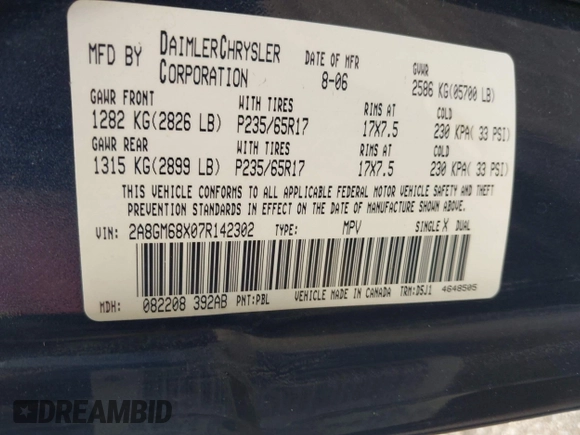 MFD BY DAIMLERCHRYSLER CORPORATION DATE OF MFR 8-06 GVWR 2586 KG(05700 LB)
GAWR FRONT WITH TIRES RIMS AT COLD
1282 KG(2826 LB) P235/65R17 17X7.5 230 KPA( 33 PSI)
GAWR REAR WITH TIRES RIMS AT COLD
1315 KG(2899 LB) P235/65R17 17X7.5 230 KPA( 33 PSI)
THIS VEHICLE CONFORMS TO ALL APPLICABLE FEDERAL MOTOR VEHICLE SAFETY AND THEFT
PREVENTION STANDARDS IN EFFECT ON THE DATE OF MANUFACTURE SHOWN ABOVE.
VIN: 2A8GM68X07R142302 TYPE: MPV SINGLE X DUAL
MDH: 082208 392AB PNT:PBL VEHICLE MADE IN CANADA TRM:DSJ1 4648505
DREAMBID